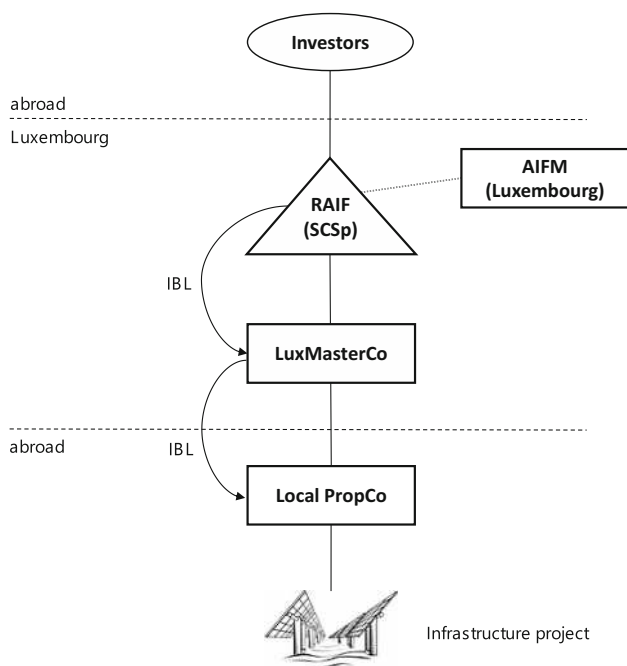 Investors
abroad
Luxembourg
AIFM
(Luxembourg)
RAIF
(SCSp)
IBL
LuxMasterCo
abroad
IBL
Local PropCo
Infrastructure project